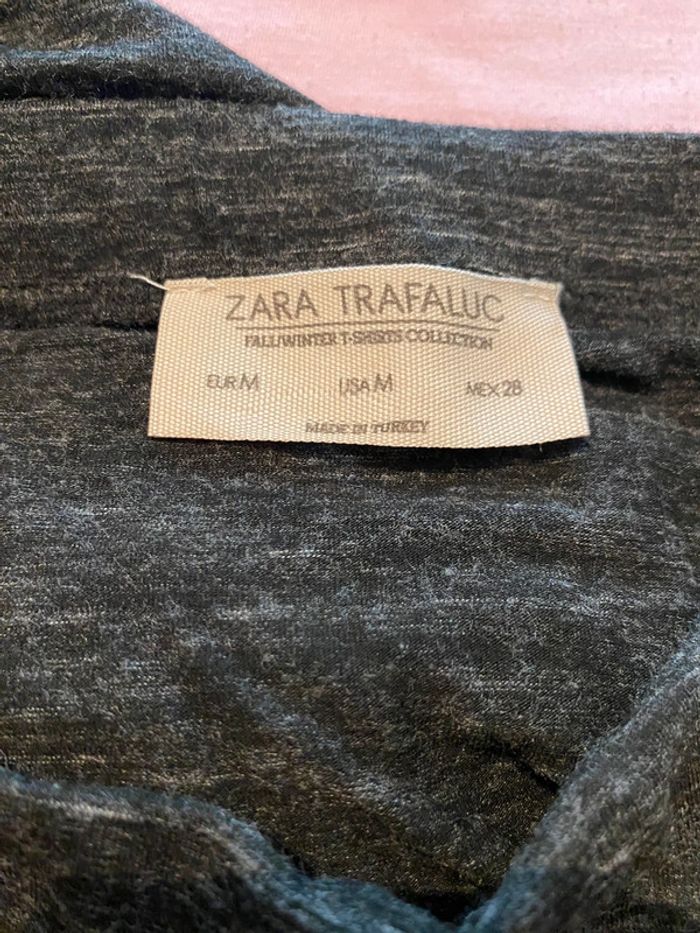 ZARA TRAFALUC
FALL/WINTER T-SHIRTS COLLECTION
EUR M USA M MEX 28
MADE IN TURKEY